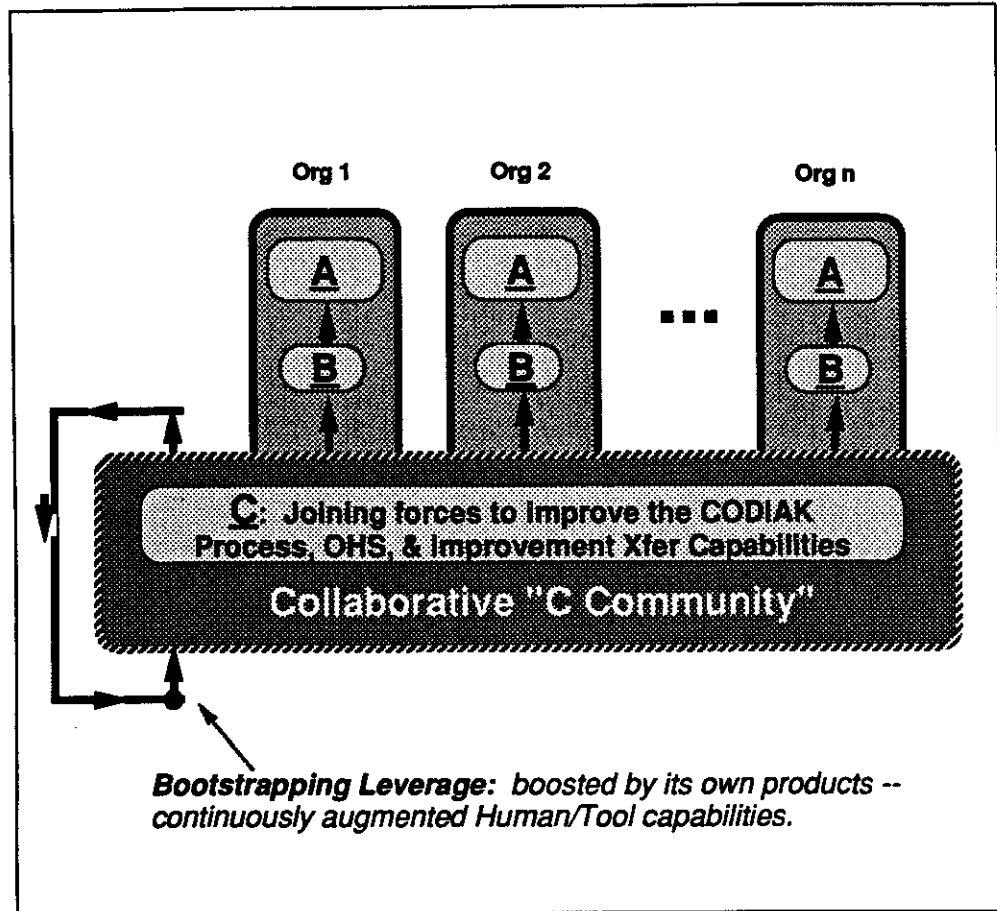 Org 1 Org 2 Org n
A A A
...
B B B
C: Joining forces to improve the CODIAK
Process, OHS, & Improvement Xfer Capabilities
Collaborative "C Community"
Bootstrapping Leverage: boosted by its own products --
continuously augmented Human/Tool capabilities.